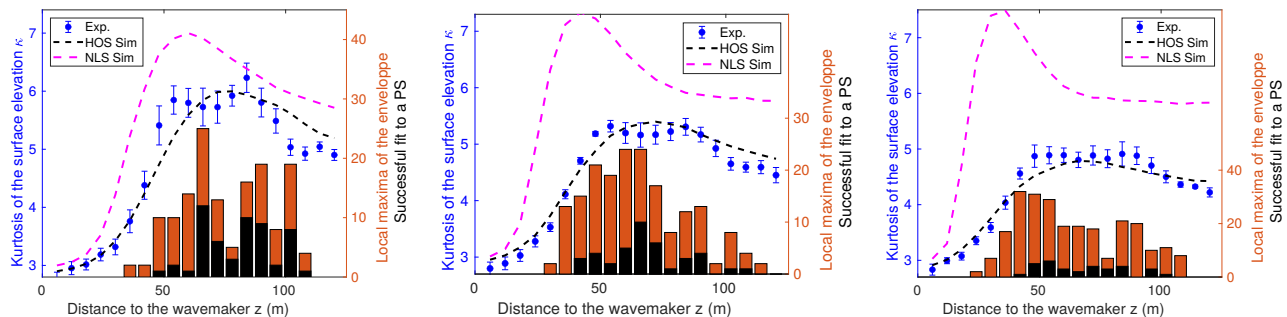 Kurtosis of the surface elevation κ
7
6
5
4
3
Exp.
HOS Sim
NLS Sim
40
30
20
10
0
Local maxima of the enveloppe
Successful fit to a PS
0
50
100
Distance to the wavemaker z (m)
Kurtosis of the surface elevation κ
7
6
5
4
3
Exp.
HOS Sim
NLS Sim
30
20
10
0
Local maxima of the enveloppe
Successful fit to a PS
0
50
100
Distance to the wavemaker z (m)
Kurtosis of the surface elevation κ
7
6
5
4
3
Exp.
HOS Sim
NLS Sim
40
20
0
Local maxima of the enveloppe
Successful fit to a PS
0
50
100
Distance to the wavemaker z (m)